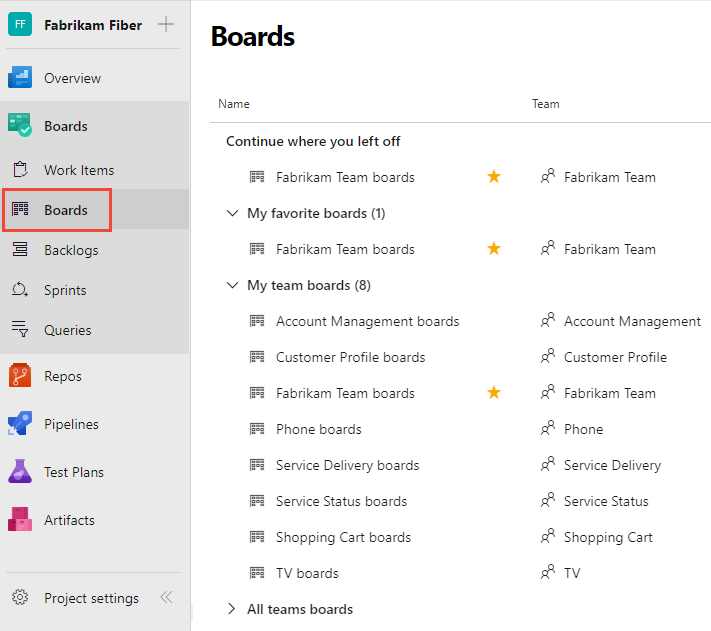 FF Fabrikam Fiber
Overview
Boards
Work Items
Boards
Backlogs
Sprints
Queries
Repos
Pipelines
Test Plans
Artifacts
Project settings
Boards
Name Team
Continue where you left off
Fabrikam Team boards Fabrikam Team
My favorite boards (1)
Fabrikam Team boards Fabrikam Team
My team boards (8)
Account Management boards Account Management
Customer Profile boards Customer Profile
Fabrikam Team boards Fabrikam Team
Phone boards Phone
Service Delivery boards Service Delivery
Service Status boards Service Status
Shopping Cart boards Shopping Cart
TV boards TV
All teams boards